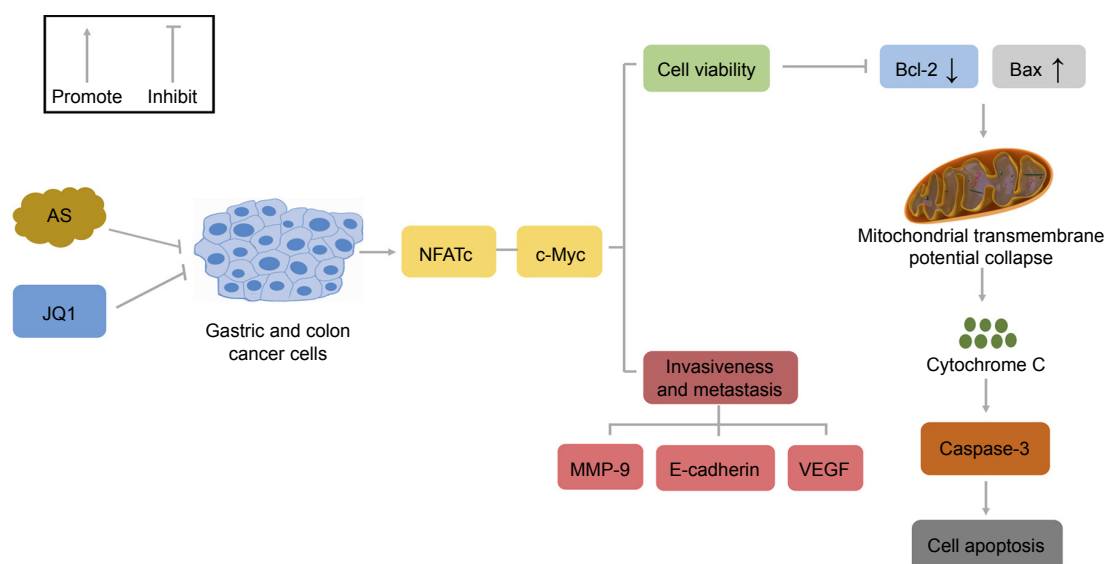 Promote
Inhibit
Cell viability
Bcl-2 ↓
Bax ↑
AS
JQ1
Gastric and colon
cancer cells
NFATc
c-Myc
Mitochondrial transmembrane
potential collapse
Cytochrome C
Invasiveness
and metastasis
MMP-9
E-cadherin
VEGF
Caspase-3
Cell apoptosis